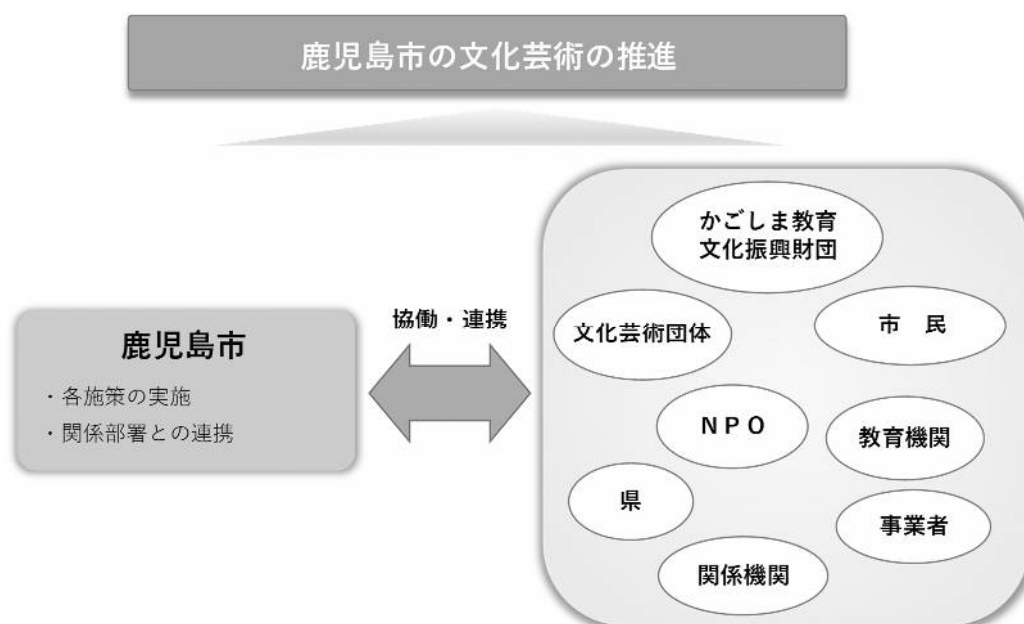 鹿児島市の文化芸術の推進
かごしま教育
文化振興財団
文化芸術団体
市　民
協働・連携
鹿児島市
・各施策の実施
・関係部署との連携
ＮＰＯ
教育機関
県
事業者
関係機関